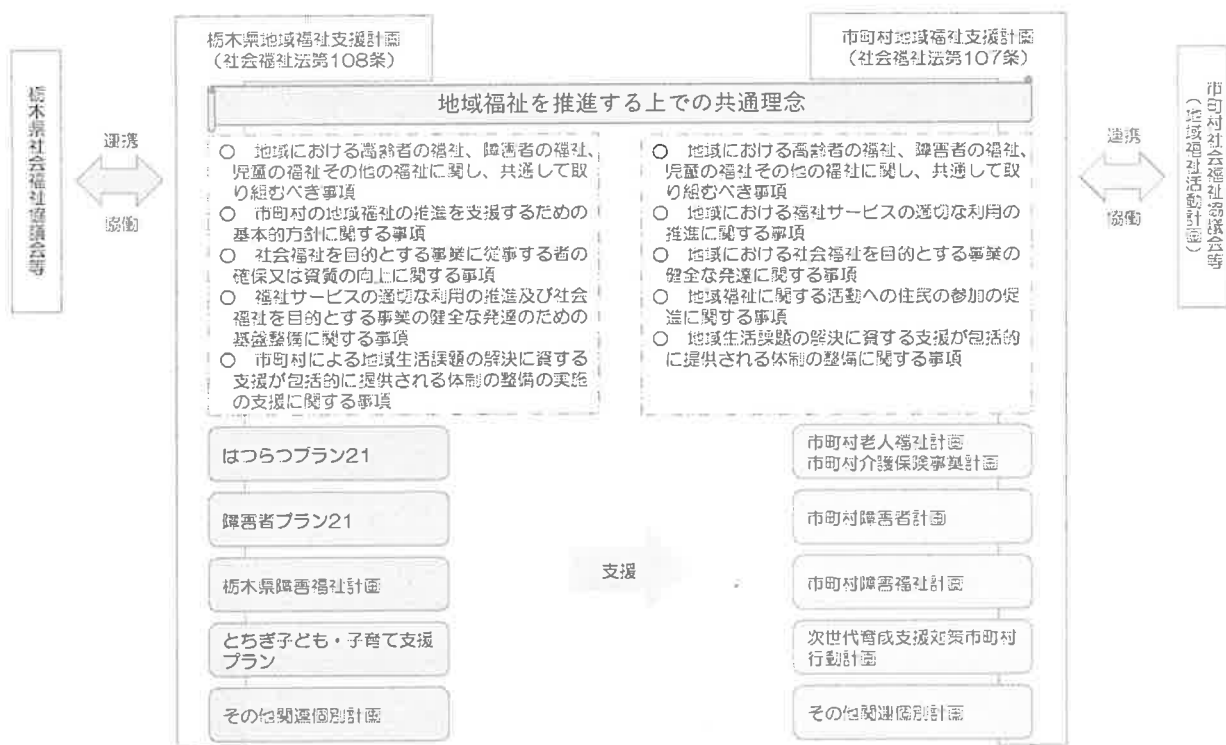 栃木県地域福祉支援計画
（社会福祉法第108条）
市町村地域福祉支援計画
（社会福祉法第107条）
地域福祉を推進する上での共通理念
栃木県社会福祉協議会等
連携
協働
○ 地域における高齢者の福祉、障害者の福祉、
児童の福祉その他の福祉に関し、共通して取
り組むべき事項
○ 市町村の地域福祉の推進を支援するための
基本的方針に関する事項
○ 社会福祉を目的とする事業に従事する者の
確保又は資質の向上に関する事項
○ 福祉サービスの適切な利用の推進及び社会
福祉を目的とする事業の健全な発達のための
基盤整備に関する事項
○ 市町村による地域生活課題の解決に資する
支援が包括的に提供される体制の整備の実施
の支援に関する事項
○ 地域における高齢者の福祉、障害者の福祉、
児童の福祉その他の福祉に関し、共通して取
り組むべき事項
○ 地域における福祉サービスの適切な利用の
推進に関する事項
○ 地域における社会福祉を目的とする事業の
健全な発達に関する事項
○ 地域福祉に関する活動への住民の参加の促
進に関する事項
○ 地域生活課題の解決に資する支援が包括的
に提供される体制の整備に関する事項
連携
協働
市町村社会福祉協議会等
（地域福祉活動計画）
はつらつプラン21
障害者プラン21
栃木県障害福祉計画
とちぎ子ども・子育て支援
プラン
その他関連個別計画
支援
市町村老人福祉計画
市町村介護保険事業計画
市町村障害者計画
市町村障害福祉計画
次世代育成支援対策市町村
行動計画
その他関連個別計画